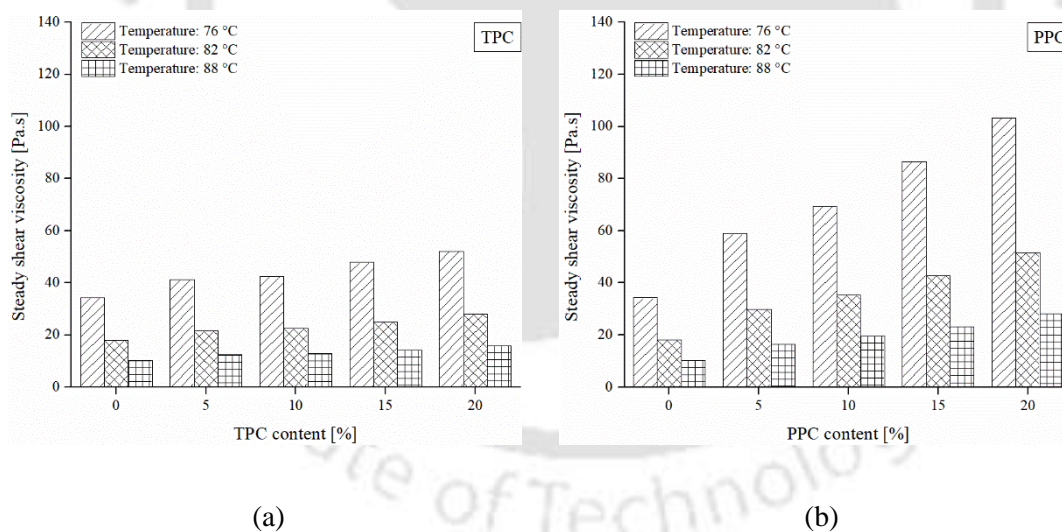 140
120
100
80
60
40
20
0
Steady shear viscosity [Pa.s]
Temperature: 76 °C
Temperature: 82 °C
Temperature: 88 °C
TPC
0 5 10 15 20
TPC content [%]
(a)
140
120
100
80
60
40
20
0
Steady shear viscosity [Pa.s]
Temperature: 76 °C
Temperature: 82 °C
Temperature: 88 °C
PPC
0 5 10 15 20
PPC content [%]
(b)
of Technolog